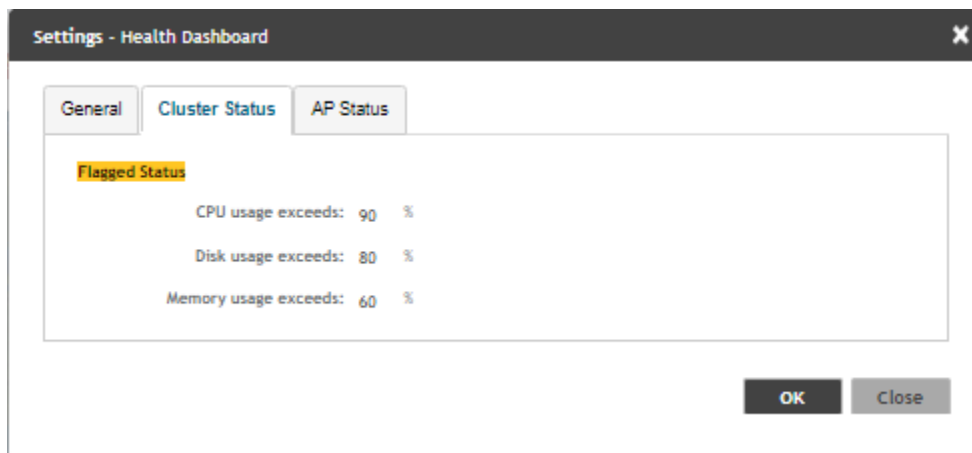 Settings - Health Dashboard
General Cluster Status AP Status
Flagged Status
CPU usage exceeds: 90 %
Disk usage exceeds: 80 %
Memory usage exceeds: 60 %
OK Close